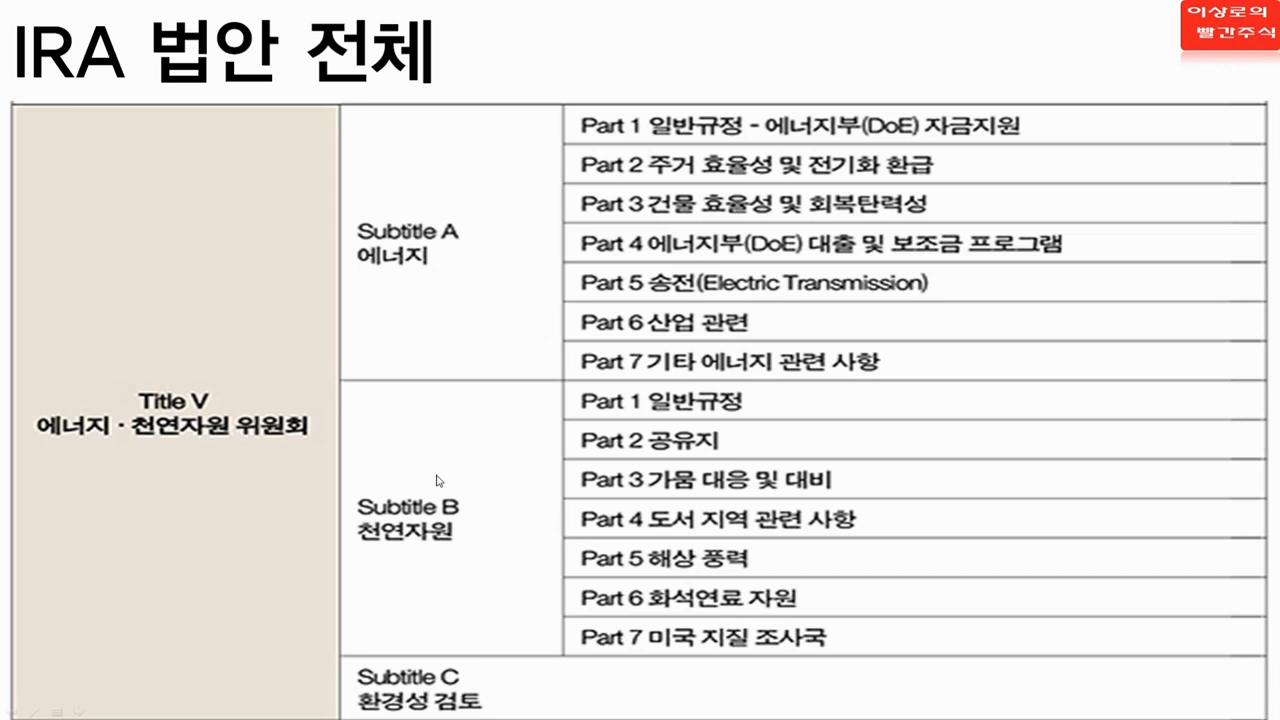 IRA 법안 전체
이상로의
빨간주식
Title V
에너지 · 천연자원 위원회
Subtitle A
에너지
Part 1 일반규정 - 에너지부(DoE) 자금지원
Part 2 주거 효율성 및 전기화 환급
Part 3 건물 효율성 및 회복탄력성
Part 4 에너지부(DoE) 대출 및 보조금 프로그램
Part 5 송전(Electric Transmission)
Part 6 산업 관련
Part 7 기타 에너지 관련 사항
Subtitle B
천연자원
Part 1 일반규정
Part 2 공유지
Part 3 가뭄 대응 및 대비
Part 4 도서 지역 관련 사항
Part 5 해상 풍력
Part 6 화석연료 자원
Part 7 미국 지질 조사국
Subtitle C
환경성 검토